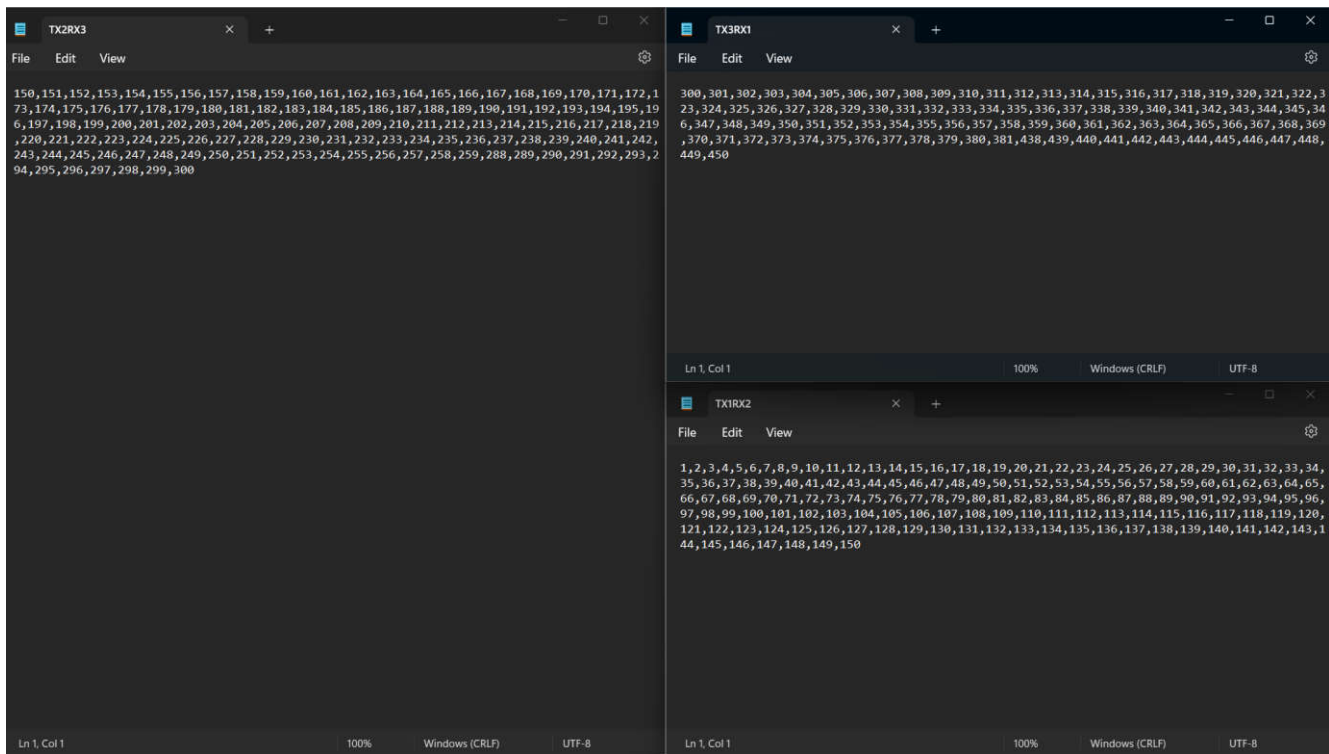 TX2RX3
File Edit View
150,151,152,153,154,155,156,157,158,159,160,161,162,163,164,165,166,167,168,169,170,171,172,1
73,174,175,176,177,178,179,180,181,182,183,184,185,186,187,188,189,190,191,192,193,194,195,19
6,197,198,199,200,201,202,203,204,205,206,207,208,209,210,211,212,213,214,215,216,217,218,219
,220,221,222,223,224,225,226,227,228,229,230,231,232,233,234,235,236,237,238,239,240,241,242,
243,244,245,246,247,248,249,250,251,252,253,254,255,256,257,258,259,288,289,290,291,292,293,2
94,295,296,297,298,299,300
Ln 1, Col 1 100% Windows (CRLF) UTF-8
TX3RX1
File Edit View
300,301,302,303,304,305,306,307,308,309,310,311,312,313,314,315,316,317,318,319,320,321,322,3
23,324,325,326,327,328,329,330,331,332,333,334,335,336,337,338,339,340,341,342,343,344,345,34
6,347,348,349,350,351,352,353,354,355,356,357,358,359,360,361,362,363,364,365,366,367,368,369
,370,371,372,373,374,375,376,377,378,379,380,381,438,439,440,441,442,443,444,445,446,447,448,
449,450
Ln 1, Col 1 100% Windows (CRLF) UTF-8
TX1RX2
File Edit View
1,2,3,4,5,6,7,8,9,10,11,12,13,14,15,16,17,18,19,20,21,22,23,24,25,26,27,28,29,30,31,32,33,34,
35,36,37,38,39,40,41,42,43,44,45,46,47,48,49,50,51,52,53,54,55,56,57,58,59,60,61,62,63,64,65,
66,67,68,69,70,71,72,73,74,75,76,77,78,79,80,81,82,83,84,85,86,87,88,89,90,91,92,93,94,95,96,
97,98,99,100,101,102,103,104,105,106,107,108,109,110,111,112,113,114,115,116,117,118,119,120,
121,122,123,124,125,126,127,128,129,130,131,132,133,134,135,136,137,138,139,140,141,142,143,1
44,145,146,147,148,149,150
Ln 1, Col 1 100% Windows (CRLF) UTF-8